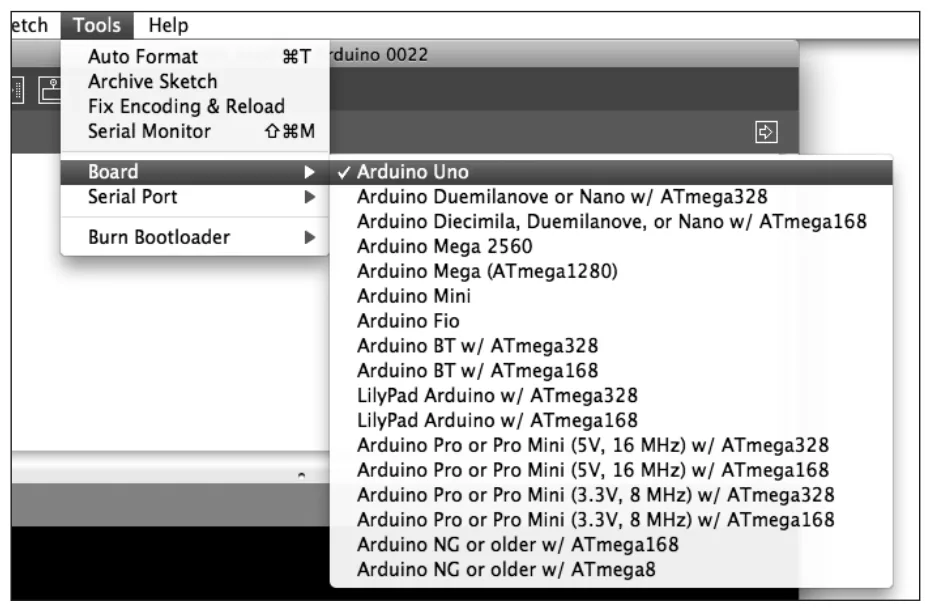 etch Tools Help
rduino 0022
Auto Format ⌘T
Archive Sketch
Fix Encoding & Reload
Serial Monitor ⇧⌘M
Board
Serial Port
Burn Bootloader
✓ Arduino Uno
Arduino Duemilanove or Nano w/ ATmega328
Arduino Diecimila, Duemilanove, or Nano w/ ATmega168
Arduino Mega 2560
Arduino Mega (ATmega1280)
Arduino Mini
Arduino Fio
Arduino BT w/ ATmega328
Arduino BT w/ ATmega168
LilyPad Arduino w/ ATmega328
LilyPad Arduino w/ ATmega168
Arduino Pro or Pro Mini (5V, 16 MHz) w/ ATmega328
Arduino Pro or Pro Mini (5V, 16 MHz) w/ ATmega168
Arduino Pro or Pro Mini (3.3V, 8 MHz) w/ ATmega328
Arduino Pro or Pro Mini (3.3V, 8 MHz) w/ ATmega168
Arduino NG or older w/ ATmega168
Arduino NG or older w/ ATmega8